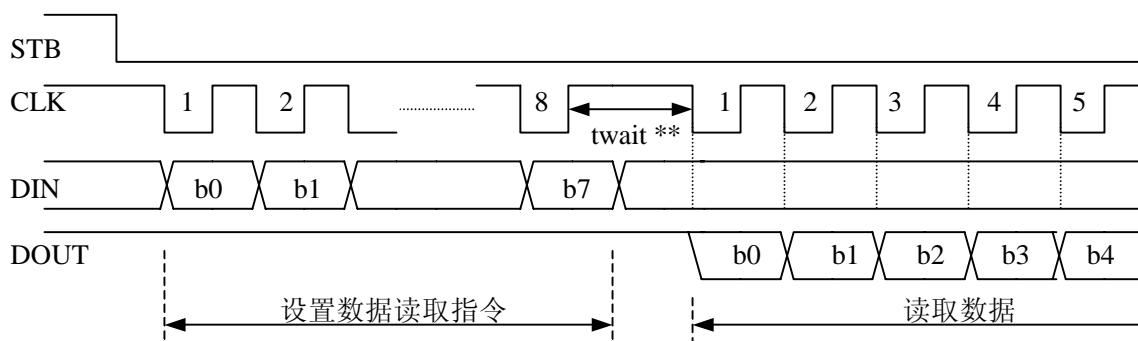 STB
CLK 1 2 8 1 2 3 4 5
twait **
DIN b0 b1 b7
DOUT b0 b1 b2 b3 b4
设置数据读取指令 读取数据